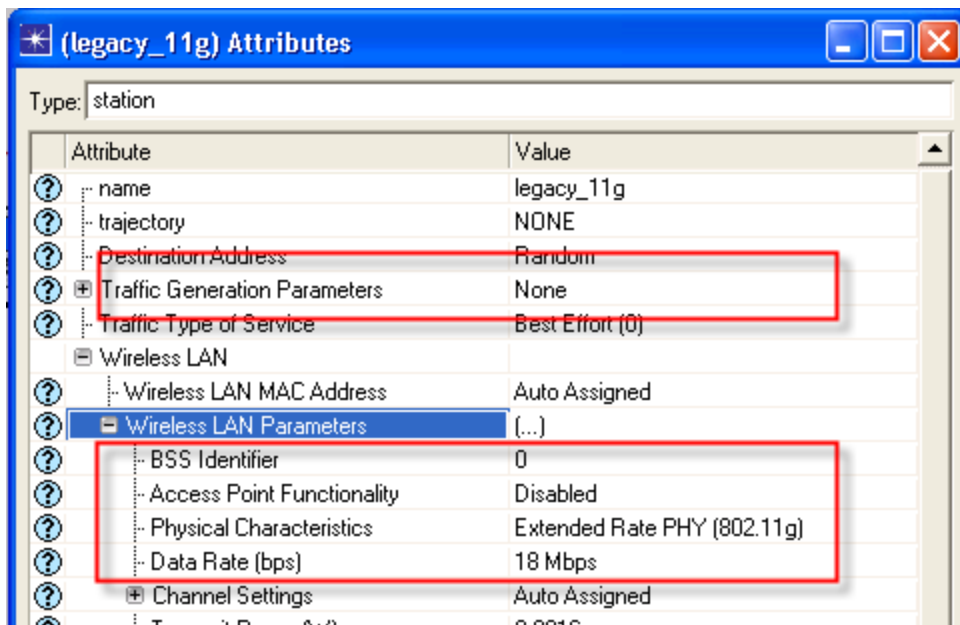 (legacy_11g) Attributes
Type: station
Attribute Value
name legacy_11g
trajectory NONE
Destination Address Random
Traffic Generation Parameters None
Traffic Type of Service Best Effort (0)
Wireless LAN
Wireless LAN MAC Address Auto Assigned
Wireless LAN Parameters (...)
BSS Identifier 0
Access Point Functionality Disabled
Physical Characteristics Extended Rate PHY (802.11g)
Data Rate (bps) 18 Mbps
Channel Settings Auto Assigned